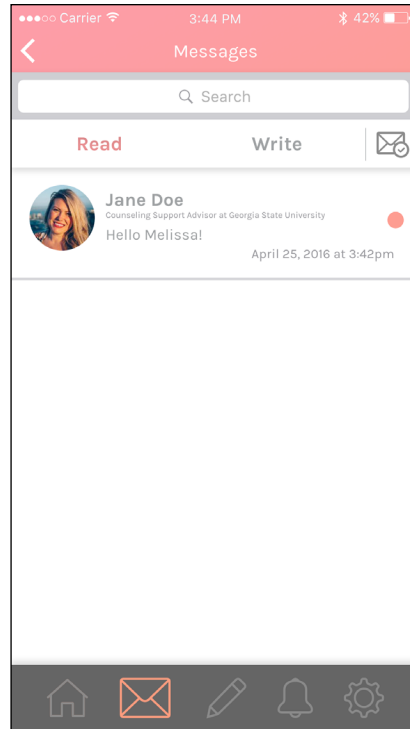 Carrier 3:44 PM 42%
Messages
Search
Read Write
Jane Doe
Counseling Support Advisor at Georgia State University
Hello Melissa!
April 25, 2016 at 3:42pm